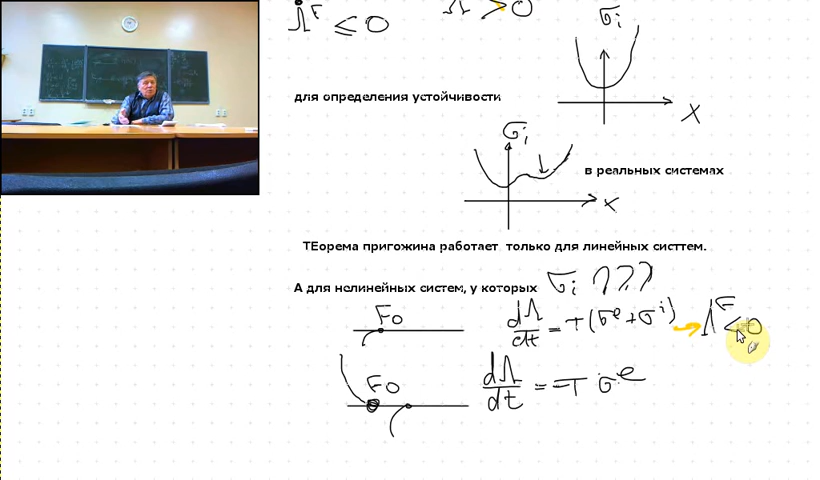 Λ̇ᶠ ≤ 0
Λ > 0
σᵢ
x
для определения устойчивости
σᵢ
x
в реальных системах
ТЕорема пригожина работает только для линейных систтем.
А для нелинейных систем, у которых σᵢ ???
F₀
dΛ/dt = T(σᵉ + σⁱ) → Λ̇ᶠ ≤ 0
F₀
dΛ/dt = T σᵉ